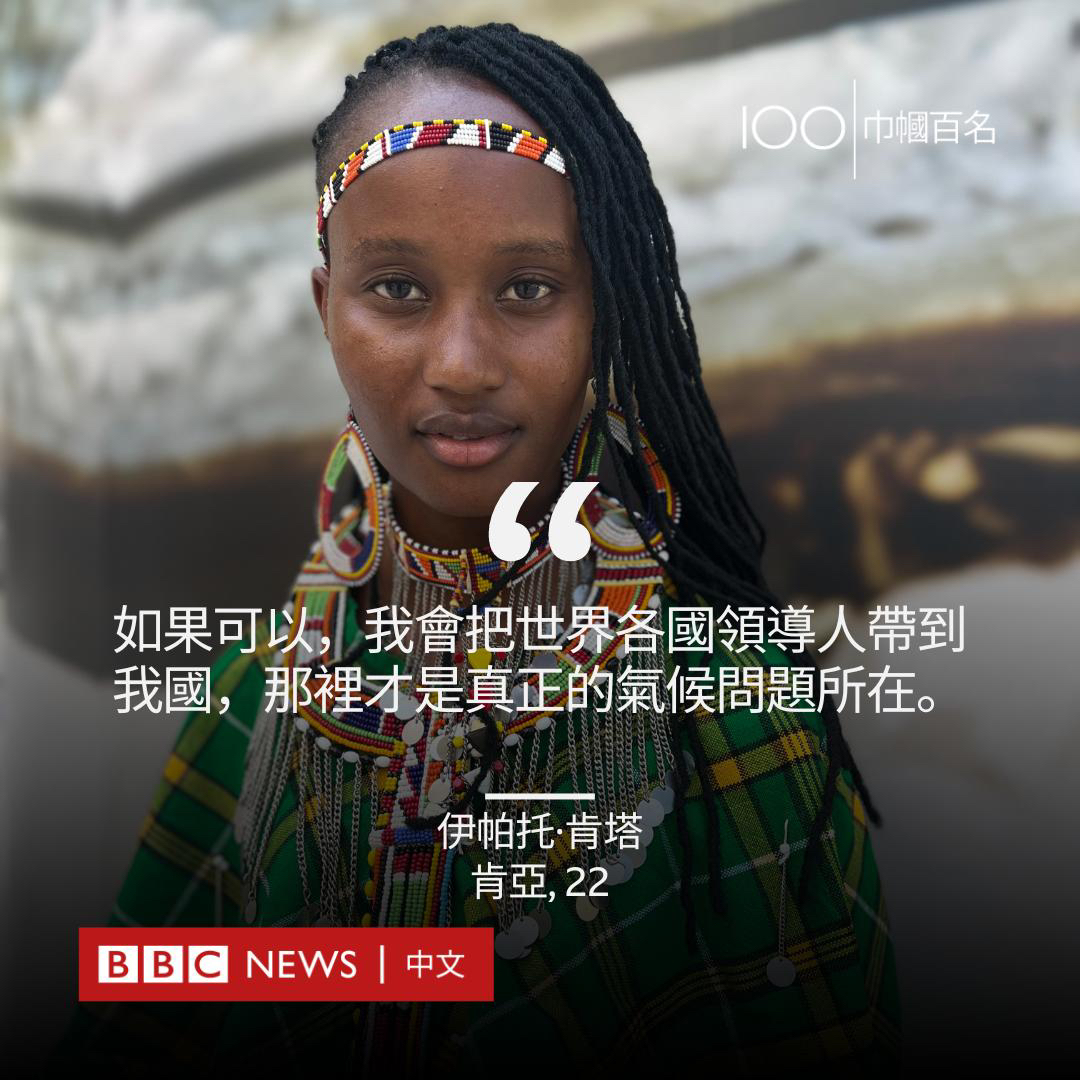 100 巾幗百名
“
如果可以，我會把世界各國領導人帶到
我國，那裡才是真正的氣候問題所在。
伊帕托·肯塔
肯亞, 22
BBC NEWS | 中文